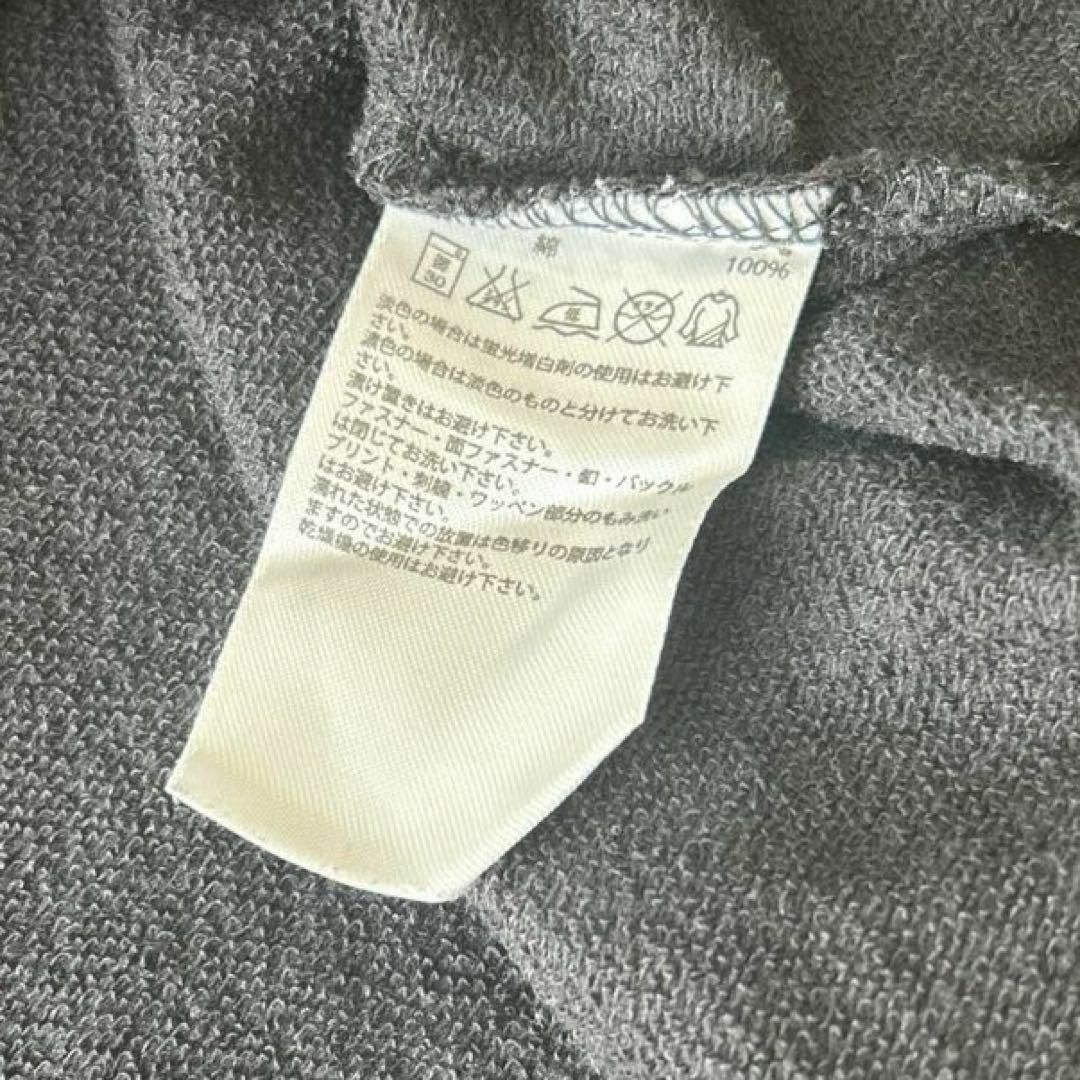 綿 100%
淡色の場合は蛍光増白剤の使用はお避け下
さい。
濃色の場合は淡色のものと分けてお洗い下
さい。
漬け置きはお避け下さい。
ファスナー・面ファスナー・釦・バックル
は閉じてお洗い下さい。
プリント・刺繍・ワッペン部分のもみ洗い
はお避け下さい。
濡れた状態での放置は色移りの原因となり
ますのでお避け下さい。
乾燥機の使用はお避け下さい。